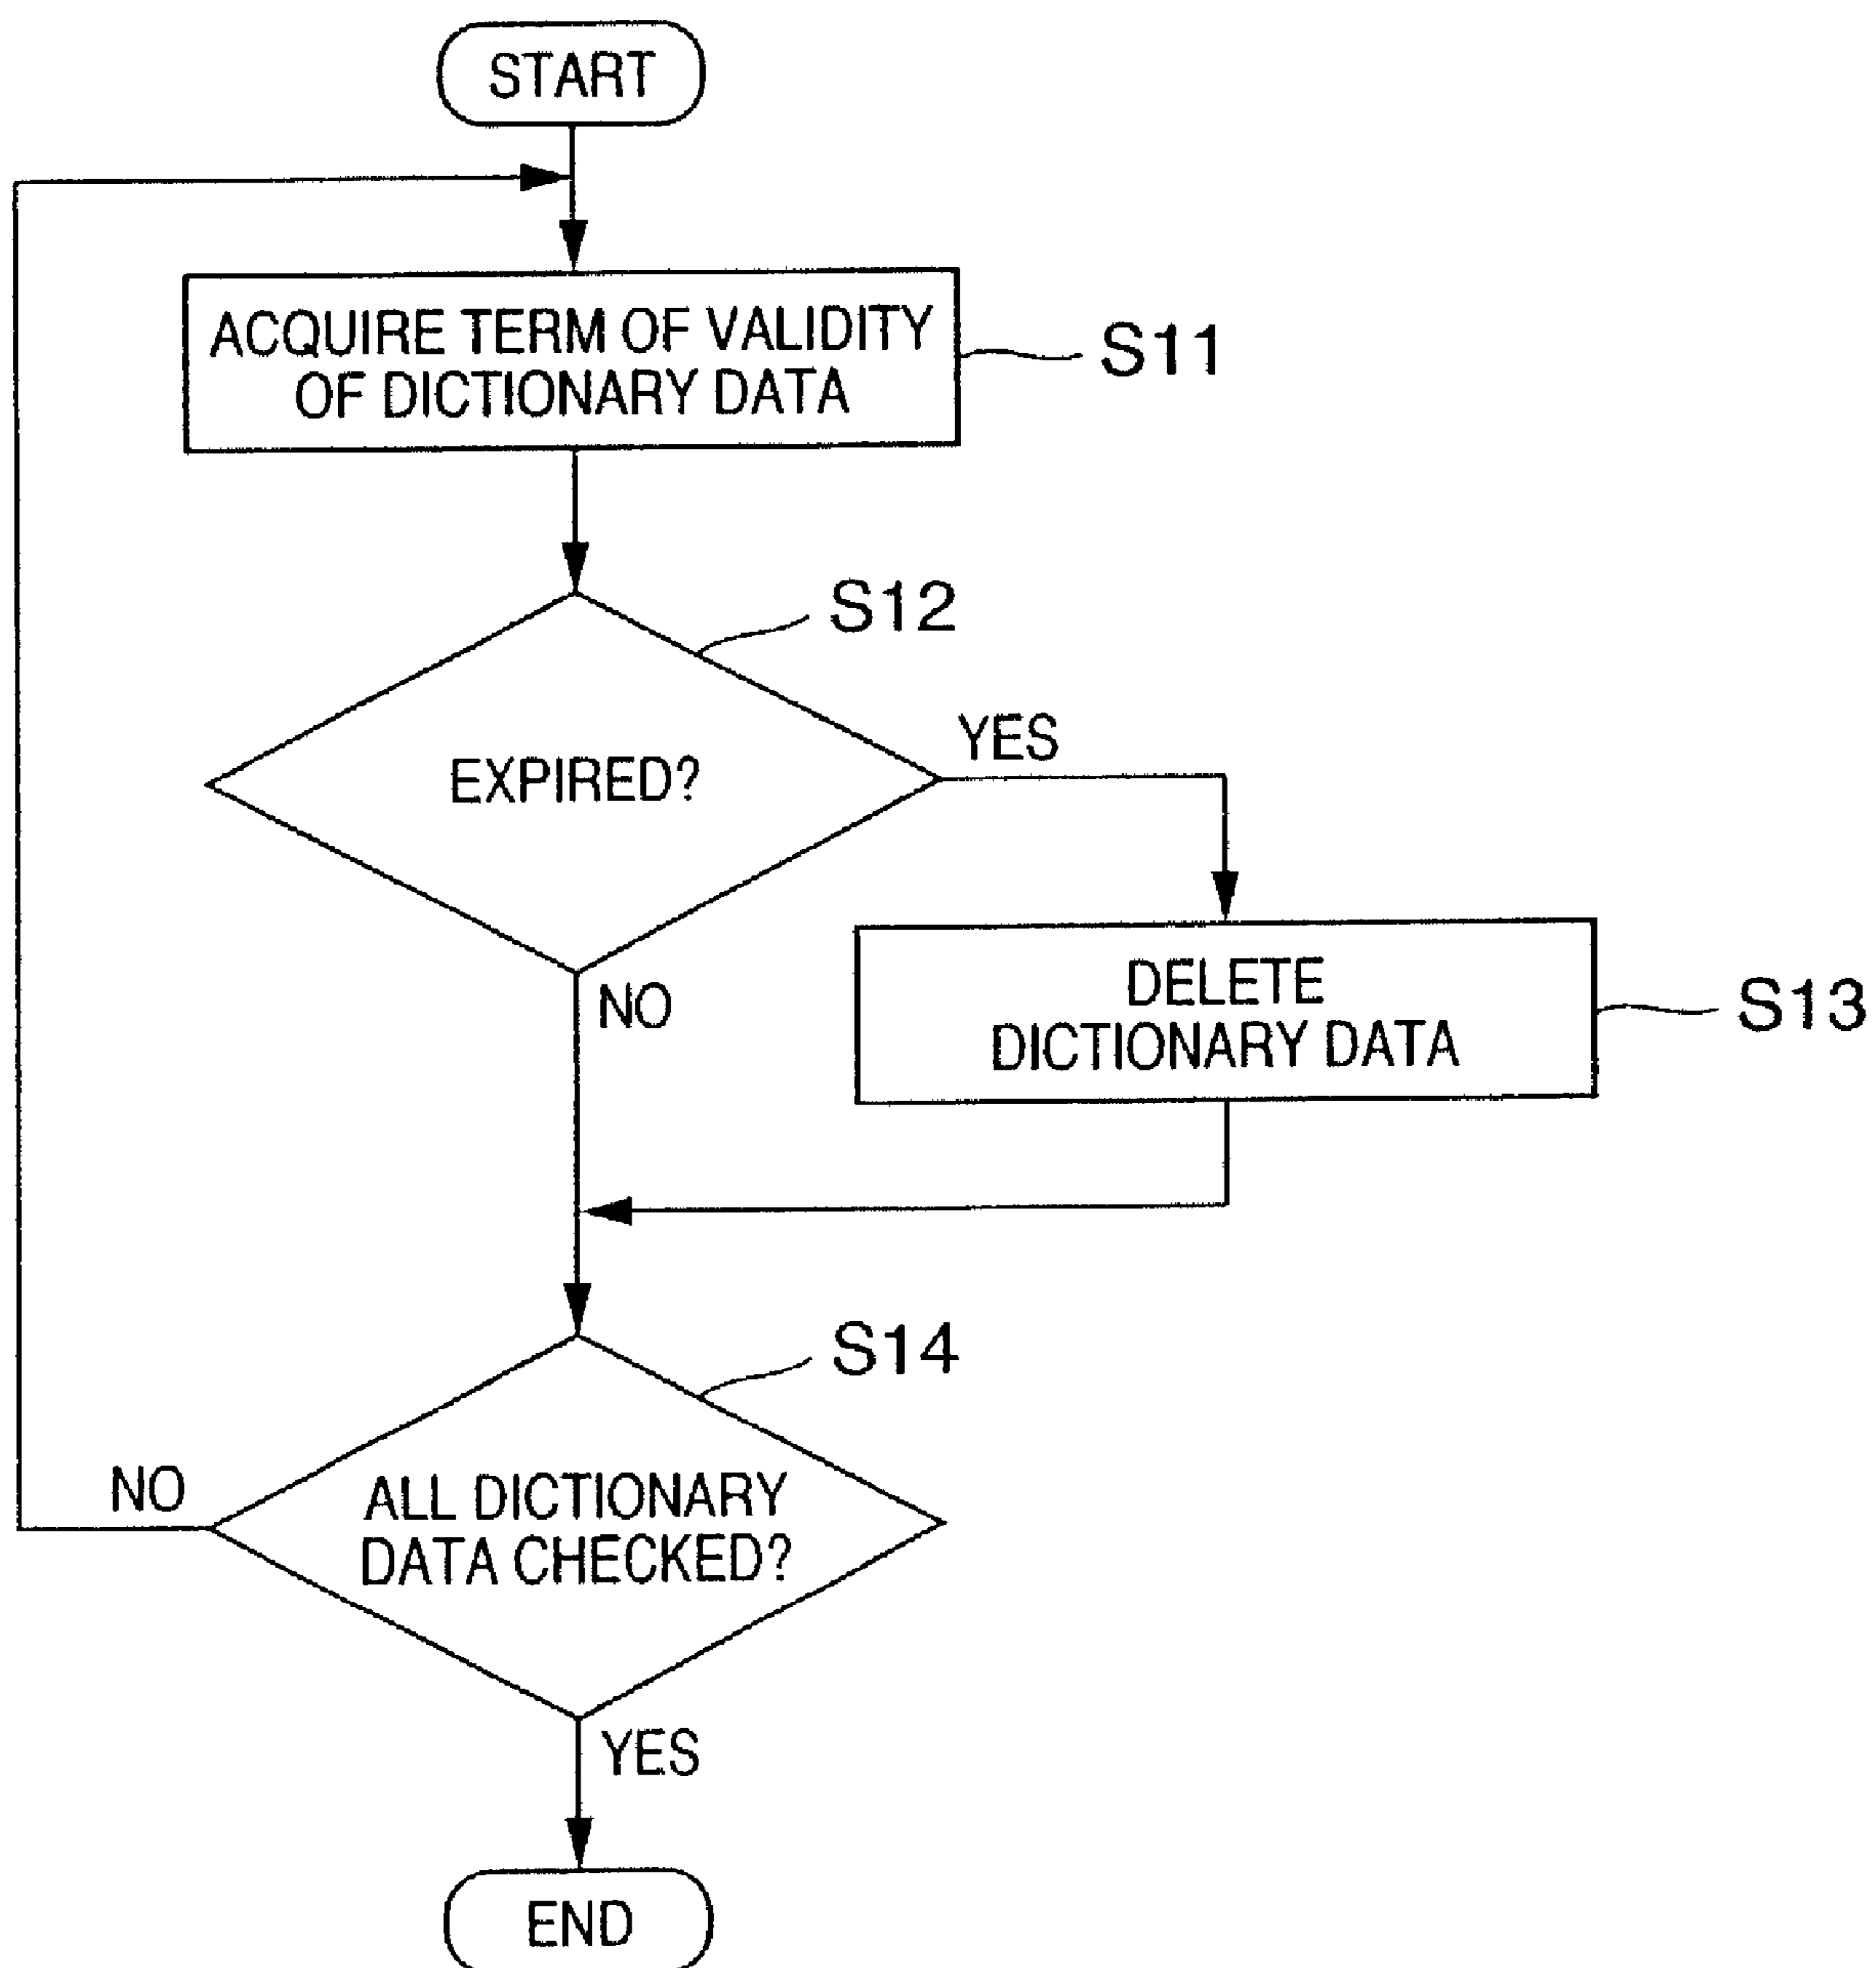 START
ACQUIRE TERM OF VALIDITY
OF DICTIONARY DATA
S11
S12
EXPIRED?
YES
NO
DELETE
DICTIONARY DATA
S13
S14
ALL DICTIONARY
DATA CHECKED?
NO
YES
END